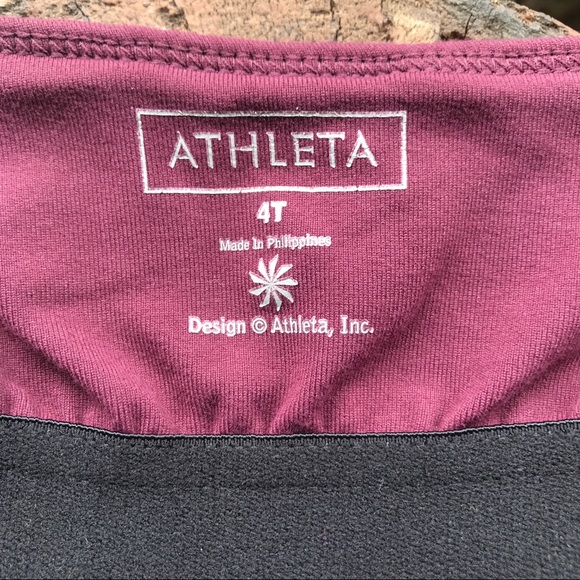 ATHLETA
4T
Made In Philippines
Design © Athleta, Inc.